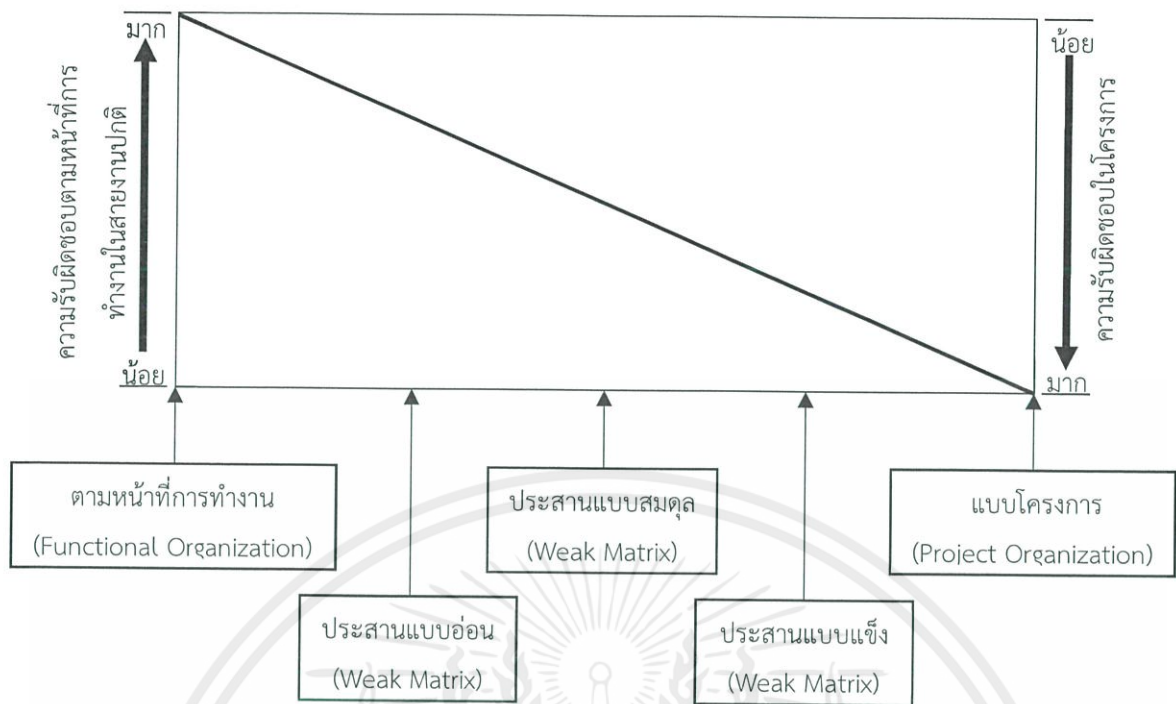 มาก
น้อย
ความรับผิดชอบตามหน้าที่การ
ทำงานในสายงานปกติ
ความรับผิดชอบในโครงการ
น้อย
มาก
ตามหน้าที่การทำงาน
(Functional Organization)
ประสานแบบสมดุล
(Weak Matrix)
แบบโครงการ
(Project Organization)
ประสานแบบอ่อน
(Weak Matrix)
ประสานแบบแข็ง
(Weak Matrix)